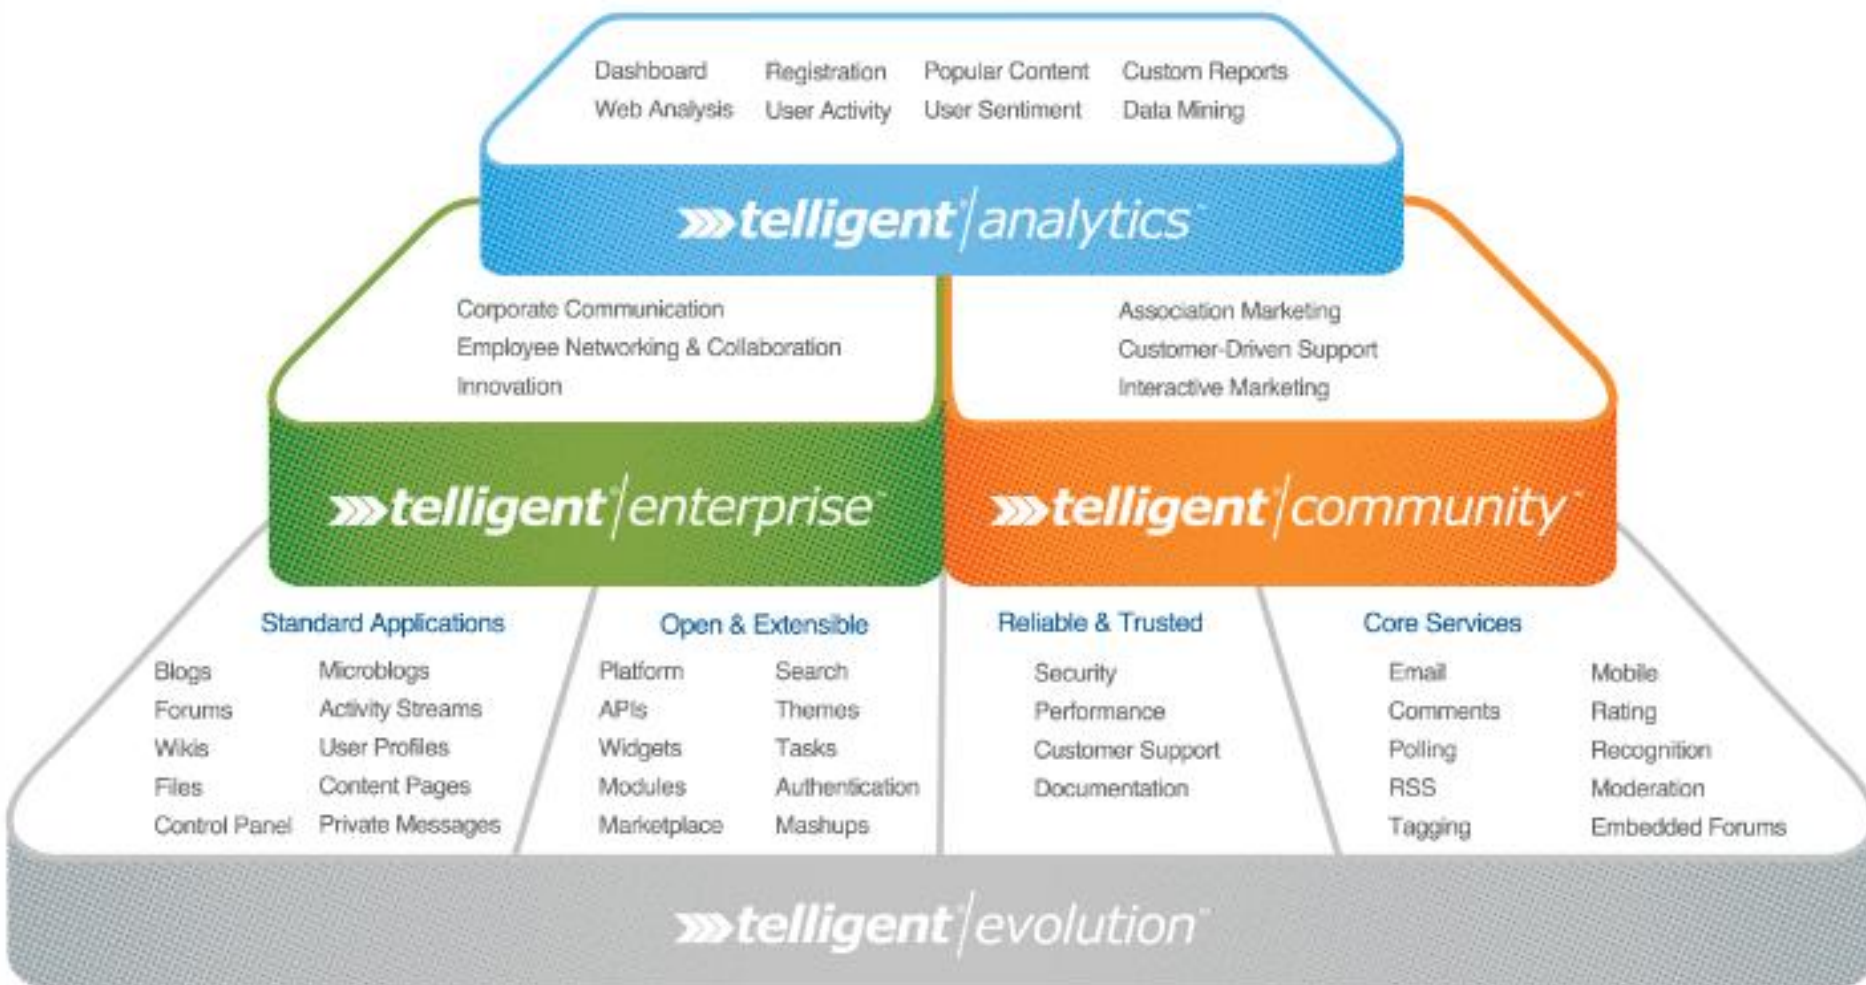 Dashboard Registration Popular Content Custom Reports
Web Analysis User Activity User Sentiment Data Mining
telligent® analytics™
Corporate Communication
Employee Networking & Collaboration
Innovation
Association Marketing
Customer-Driven Support
Interactive Marketing
telligent® enterprise™
telligent® community™
Standard Applications
Blogs Microblogs
Forums Activity Streams
Wikis User Profiles
Files Content Pages
Control Panel Private Messages
Open & Extensible
Platform Search
APIs Themes
Widgets Tasks
Modules Authentication
Marketplace Mashups
Reliable & Trusted
Security
Performance
Customer Support
Documentation
Core Services
Email Mobile
Comments Rating
Polling Recognition
RSS Moderation
Tagging Embedded Forums
telligent® evolution™